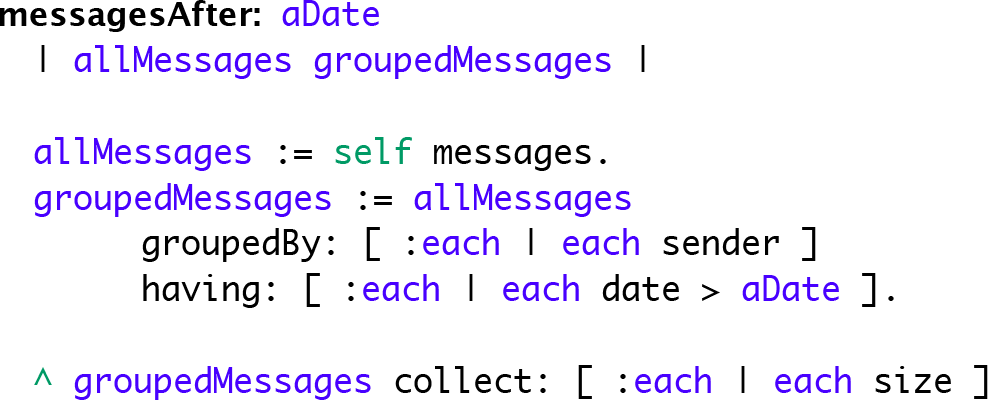 messagesAfter: aDate
| allMessages groupedMessages |
allMessages := self messages.
groupedMessages := allMessages
groupedBy: [ :each | each sender ]
having: [ :each | each date > aDate ].
^ groupedMessages collect: [ :each | each size ]